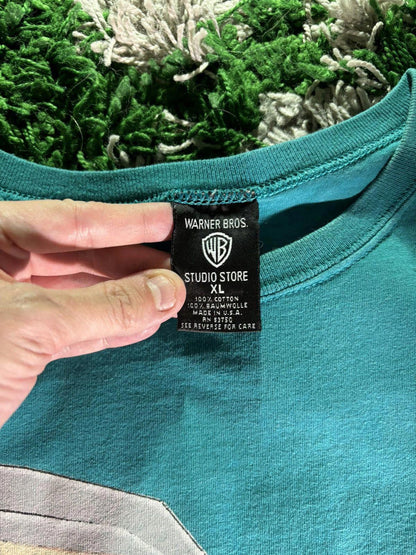 WARNER BROS.
WB
STUDIO STORE
XL
100% COTTON
100% BAUMWOLLE
MADE IN U.S.A.
RN 93750
SEE REVERSE FOR CARE